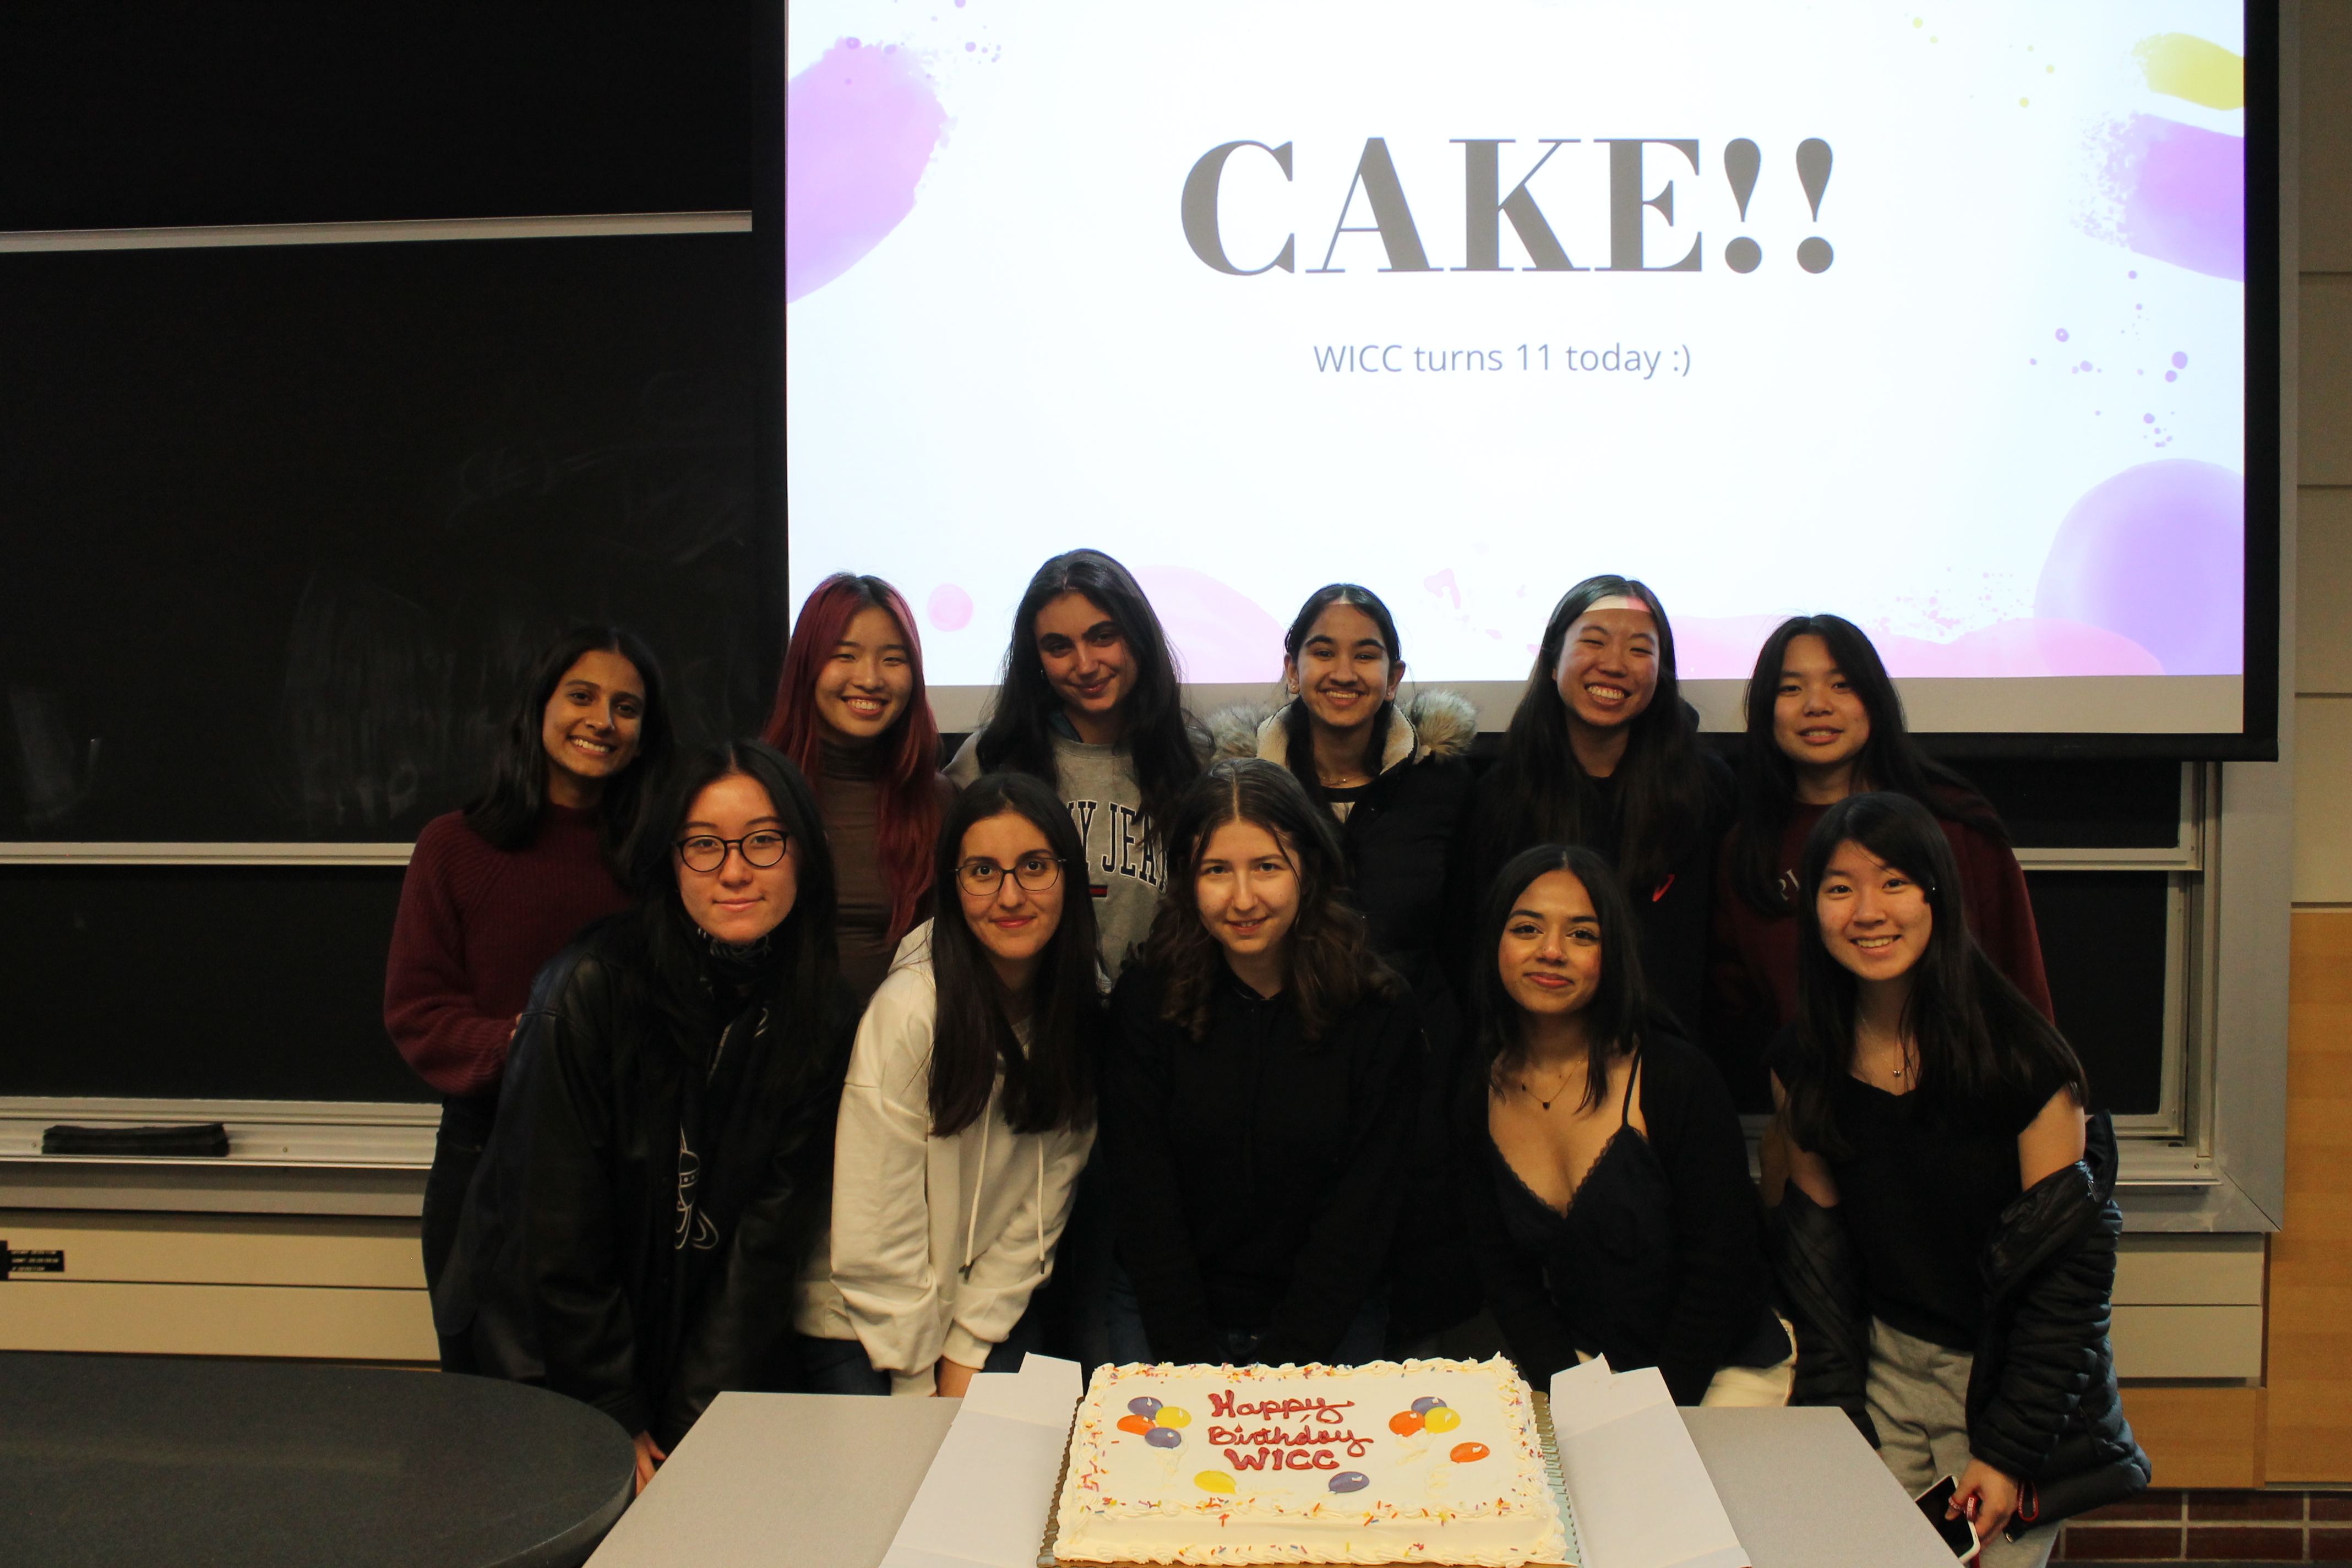 CAKE!!
WICC turns 11 today :)
Happy
Birthday
WICC